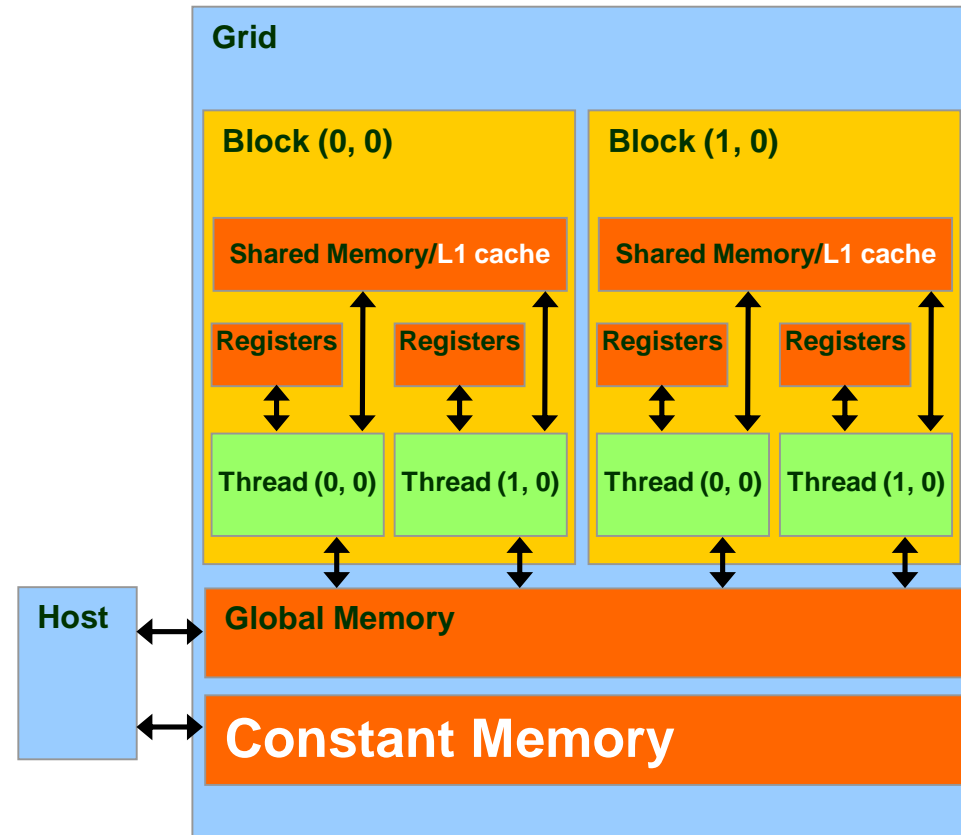 Grid
Block (0, 0)
Block (1, 0)
Shared Memory/L1 cache
Shared Memory/L1 cache
Registers
Registers
Registers
Registers
Thread (0, 0)
Thread (1, 0)
Thread (0, 0)
Thread (1, 0)
Host
Global Memory
Constant Memory